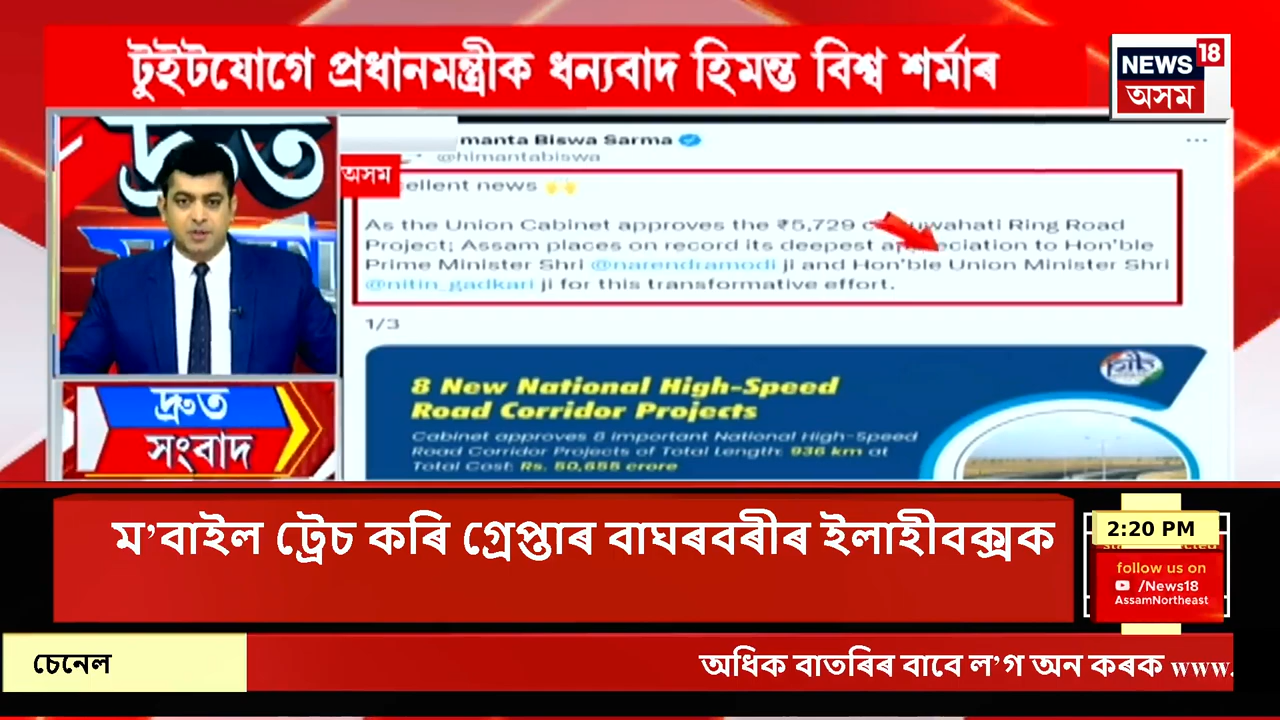 টুইটযোগে প্ৰধানমন্ত্ৰীক ধন্যবাদ হিমন্ত বিশ্ব শৰ্মাৰ
NEWS 18
অসম
দ্ৰুত
manta Biswa Sarma
@himantabiswa
অসম
ellent news 🙌
As the Union Cabinet approves the ₹5,729 c uwahati Ring Road
Project; Assam places on record its deepest ap eciation to Hon'ble
Prime Minister Shri @narendramodi ji and Hon'ble Union Minister Shri
@nitin_gadkari ji for this transformative effort.
1/3
8 New National High-Speed
Road Corridor Projects
Cabinet approves 8 important National High-Speed
Road Corridor Projects of Total Length: 936 km at
Total Cost: Rs. 50,655 crore
দ্ৰুত
সংবাদ
ম'বাইল ট্ৰেচ কৰি গ্ৰেপ্তাৰ বাঘৰবৰীৰ ইলাহীবক্সক
2:20 PM
follow us on
/News18
AssamNortheast
চেনেল
অধিক বাতৰিৰ বাবে ল'গ অন কৰক www.